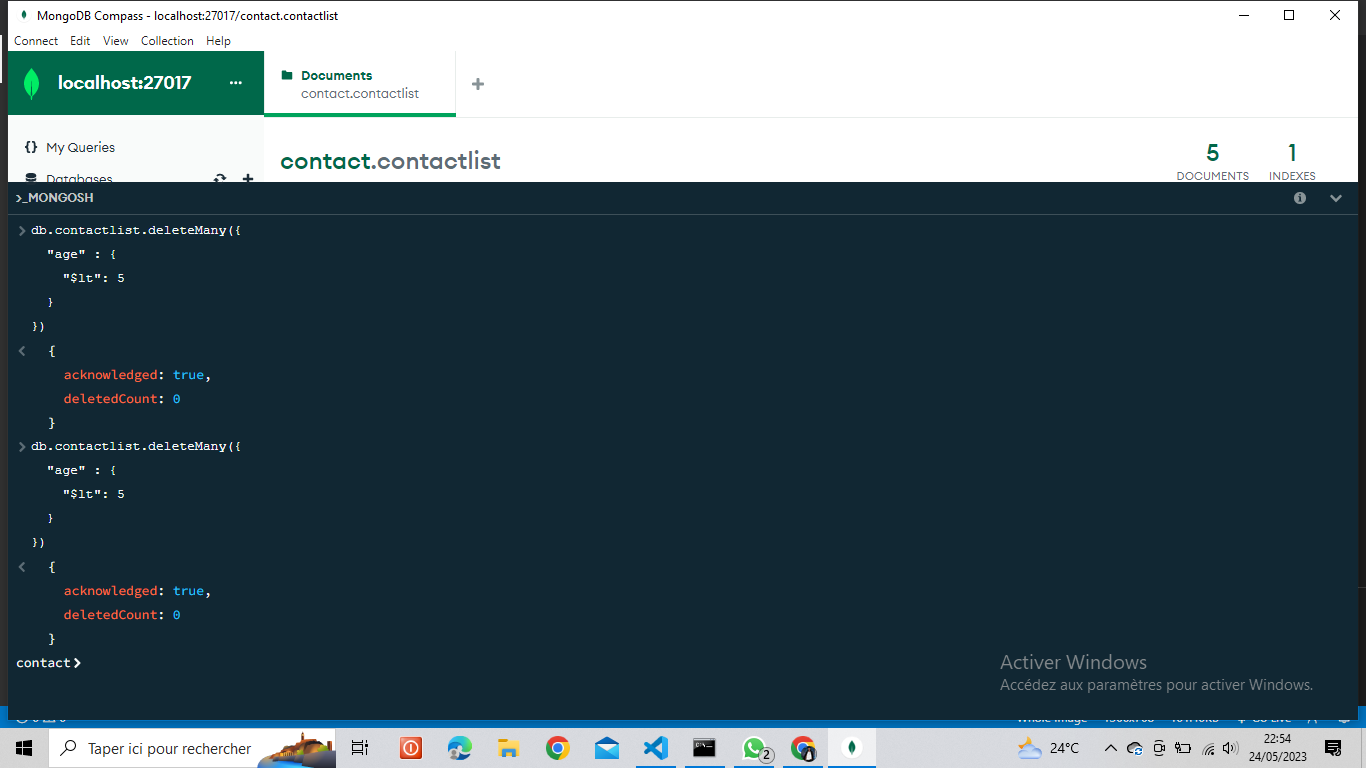 MongoDB Compass - localhost:27017/contact.contactlist
Connect Edit View Collection Help
localhost:27017 ...
Documents
contact.contactlist
My Queries
contact.contactlist
5 1
Databases
DOCUMENTS INDEXES
>_MONGOSH
> db.contactlist.deleteMany({
"age" : {
"$lt": 5
}
})
< {
acknowledged: true,
deletedCount: 0
}
> db.contactlist.deleteMany({
"age" : {
"$lt": 5
}
})
< {
acknowledged: true,
deletedCount: 0
}
contact>
Activer Windows
Accédez aux paramètres pour activer Windows.
Taper ici pour rechercher
2
24°C
22:54
24/05/2023